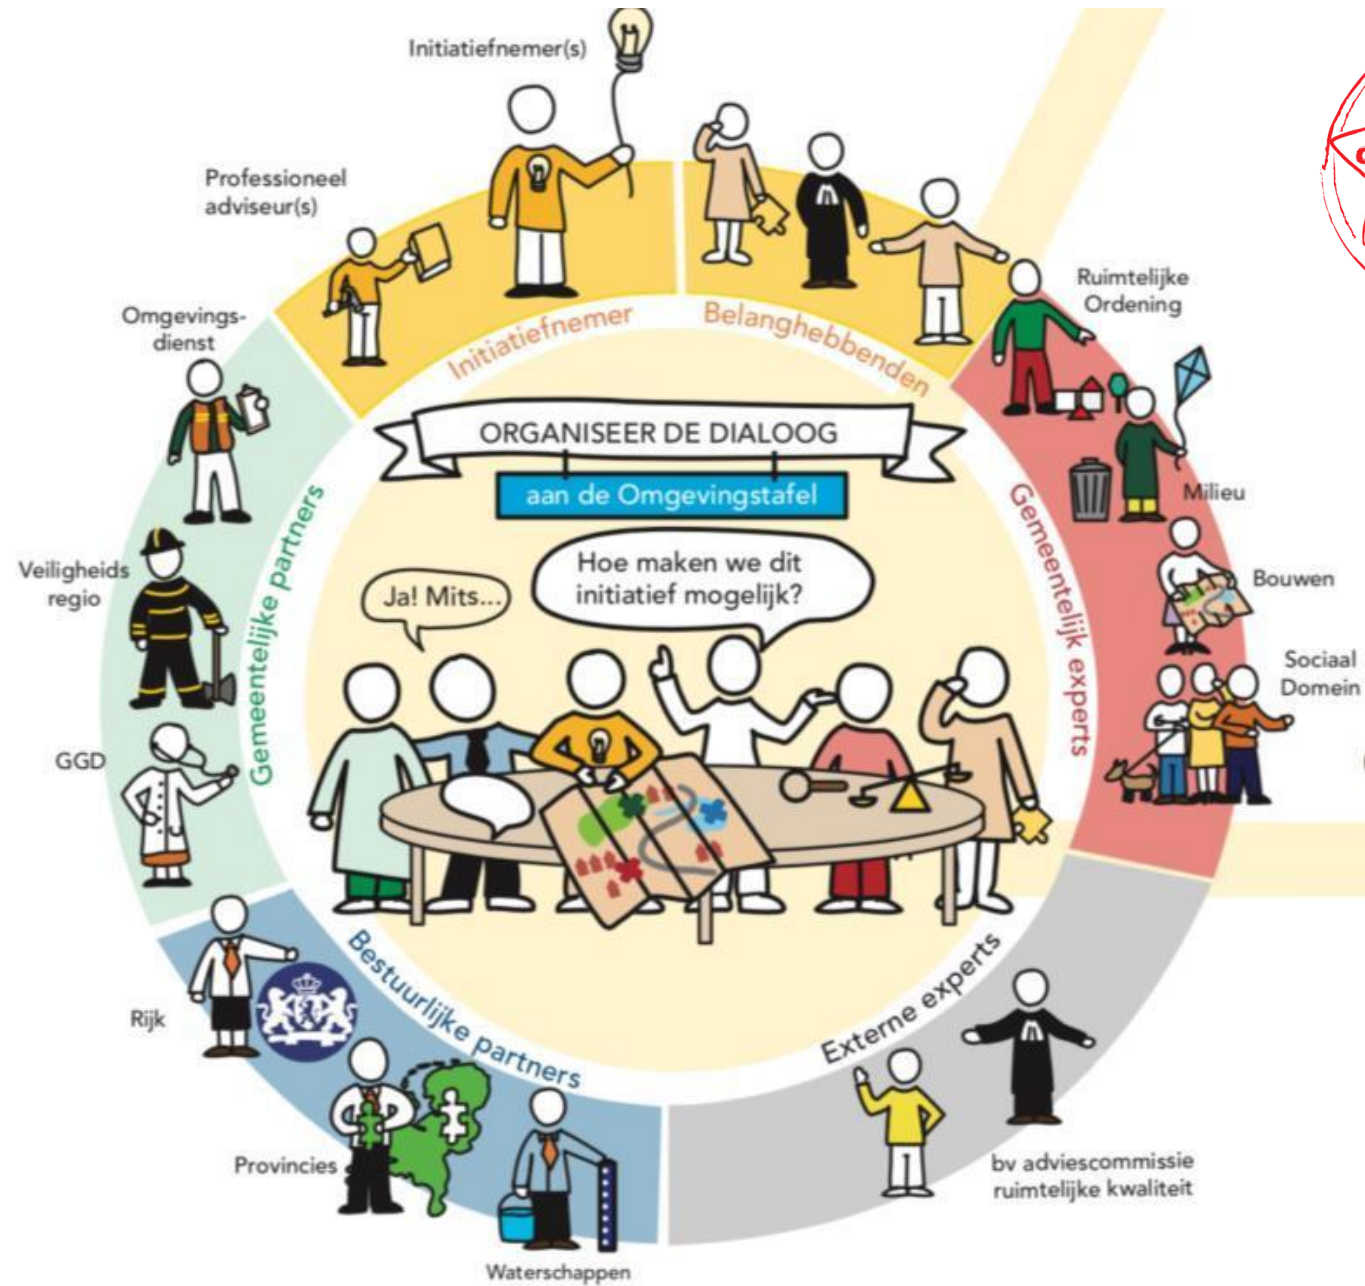 Initiatiefnemer(s)
Professioneel
adviseur(s)
Omgevings-
dienst
Veiligheids
regio
GGD
Rijk
Provincies
Waterschappen
Ruimtelijke
Ordening
Milieu
Bouwen
Sociaal
Domein
bv adviescommissie
ruimtelijke kwaliteit
Initiatiefnemer
Belanghebbenden
Gemeentelijk experts
Externe experts
Bestuurlijke partners
Gemeentelijke partners
ORGANISEER DE DIALOOG
aan de Omgevingstafel
Ja! Mits...
Hoe maken we dit
initiatief mogelijk?